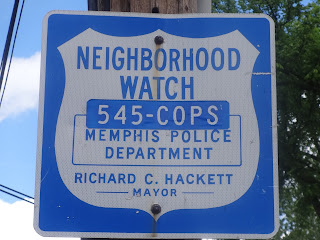 NEIGHBORHOOD
WATCH
545-COPS
MEMPHIS POLICE
DEPARTMENT
RICHARD C. HACKETT
MAYOR